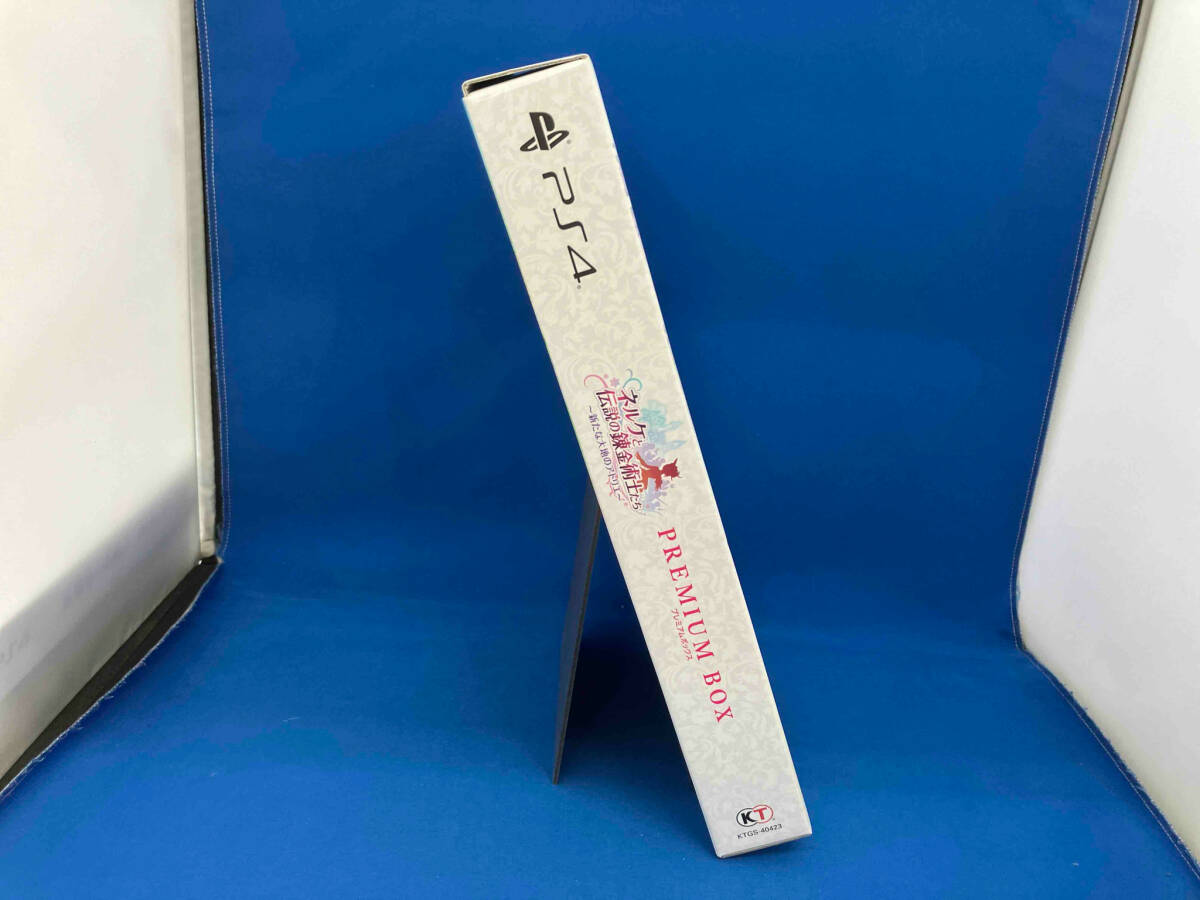 PS4
ネルケと
伝説の錬金術士たち
~新たな大地のアトリエ~
PREMIUM BOX
プレミアムボックス
KT
KTGS-40423